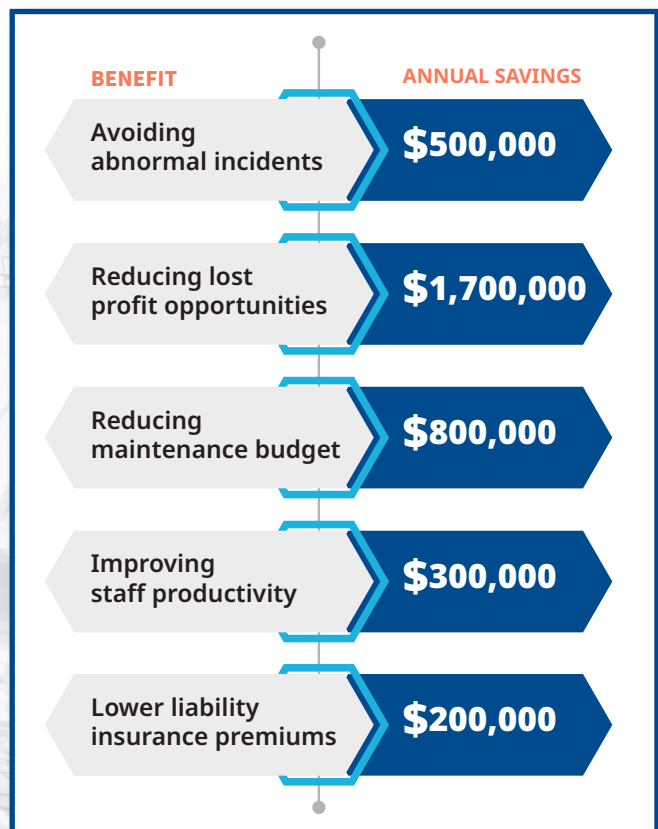 BENEFIT
ANNUAL SAVINGS
Avoiding
abnormal incidents
$500,000
Reducing lost
profit opportunities
$1,700,000
Reducing
maintenance budget
$800,000
Improving
staff productivity
$300,000
Lower liability
insurance premiums
$200,000